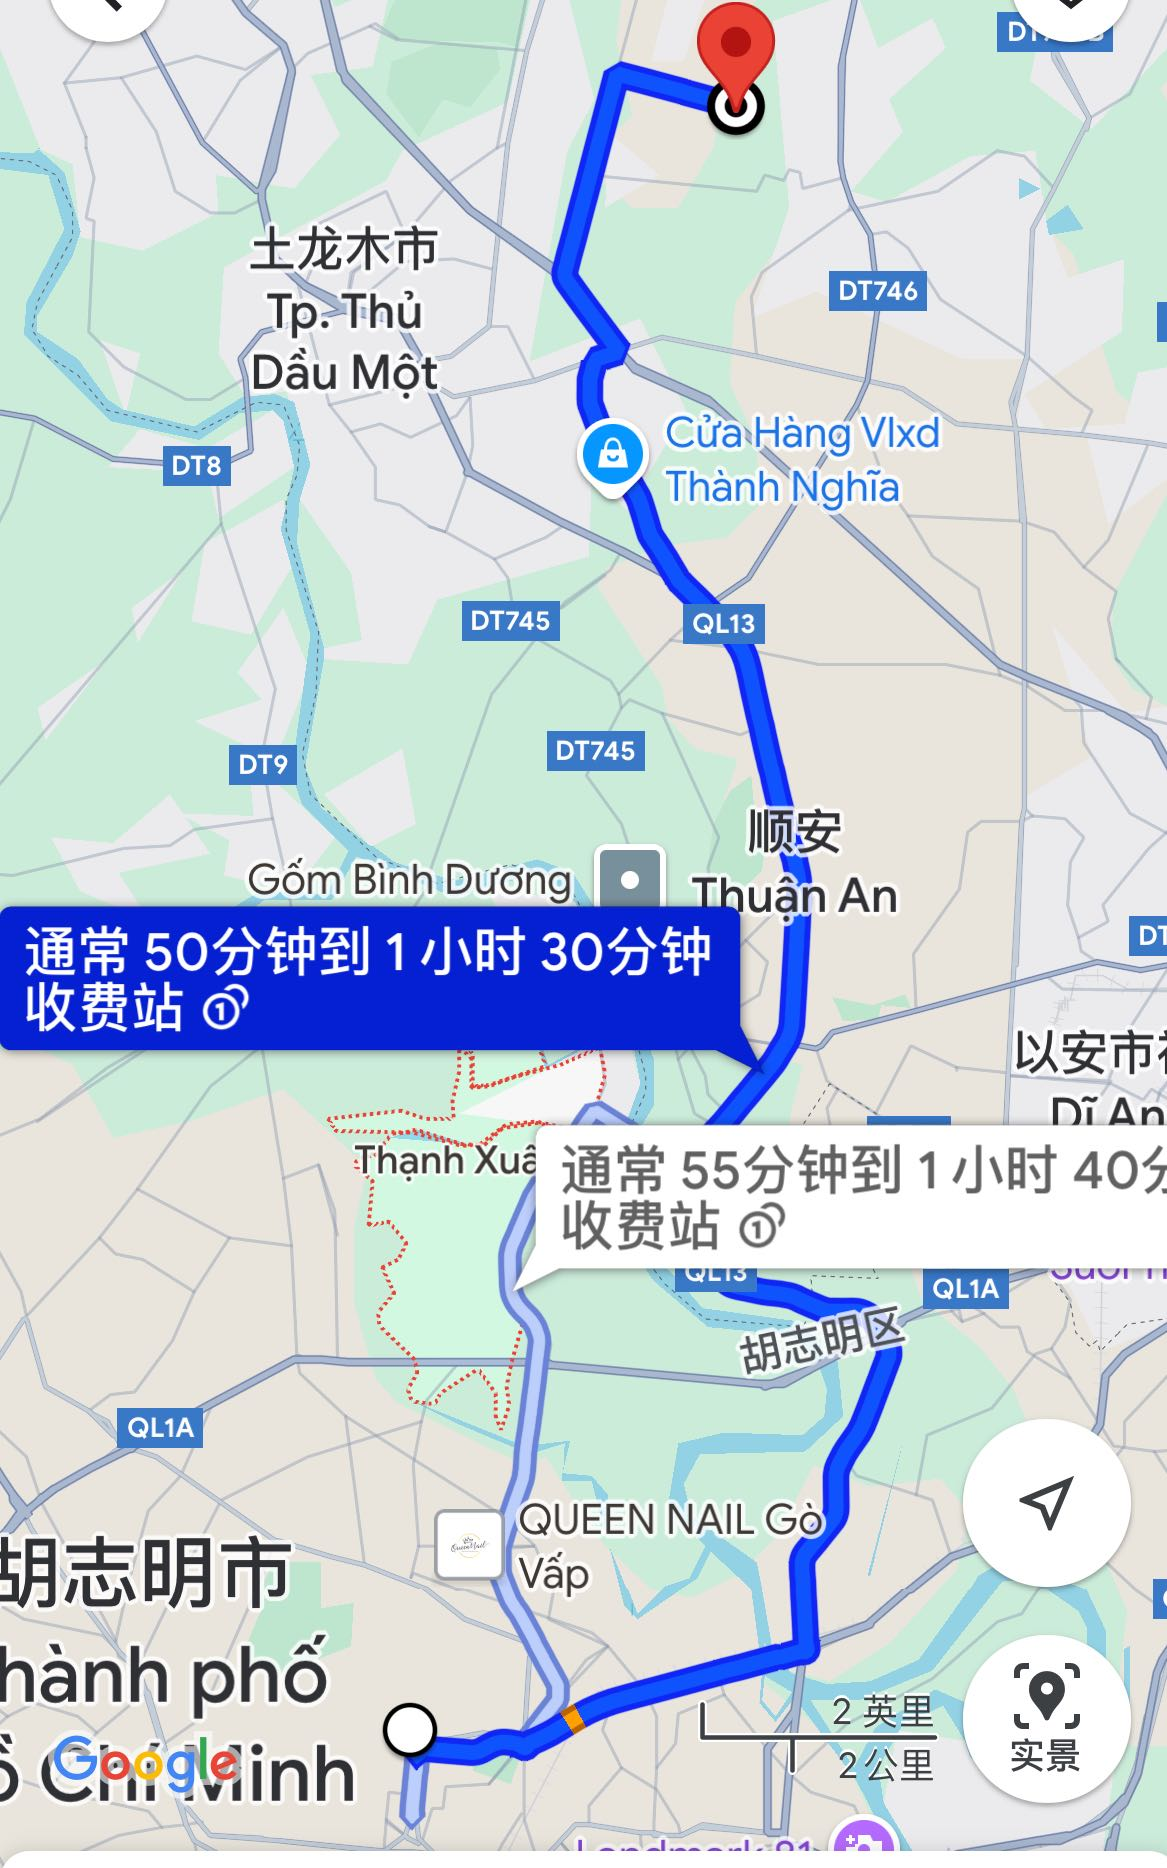 土龙木市
Tp. Thủ
Dầu Một
DT746
Cửa Hàng Vlxd
Thành Nghĩa
DT8
DT745
QL13
DT745
DT9
顺安
Thuận An
Gốm Bình Dương
通常 50分钟到 1 小时 30分钟
收费站
以安市
Dĩ An
Thạnh
通常 55分钟到 1 小时 40
收费站
QL13
QL1A
胡志明区
QL1A
QUEEN NAIL Gò
Vấp
胡志明市
hành phố
Chí Minh
Google
2 英里
2 公里
实景
Landmark 81